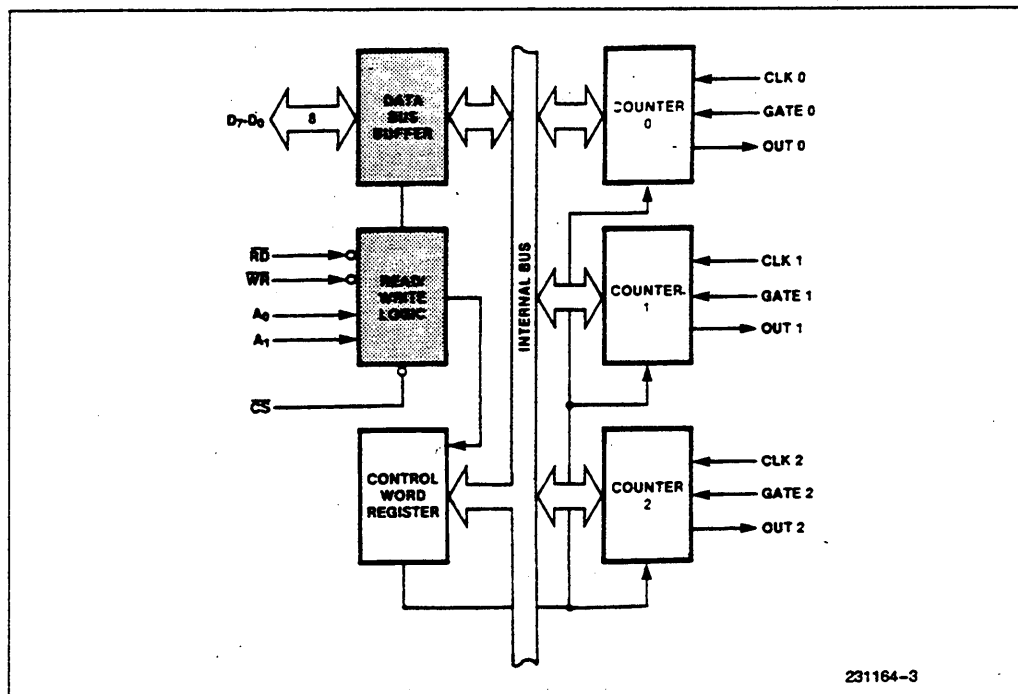 D7-D0
8
DATA
BUS
BUFFER
COUNTER
0
CLK 0
GATE 0
OUT 0
RD
WR
A0
A1
READ/
WRITE
LOGIC
CS
INTERNAL BUS
COUNTER
1
CLK 1
GATE 1
OUT 1
CONTROL
WORD
REGISTER
COUNTER
2
CLK 2
GATE 2
OUT 2
231164-3